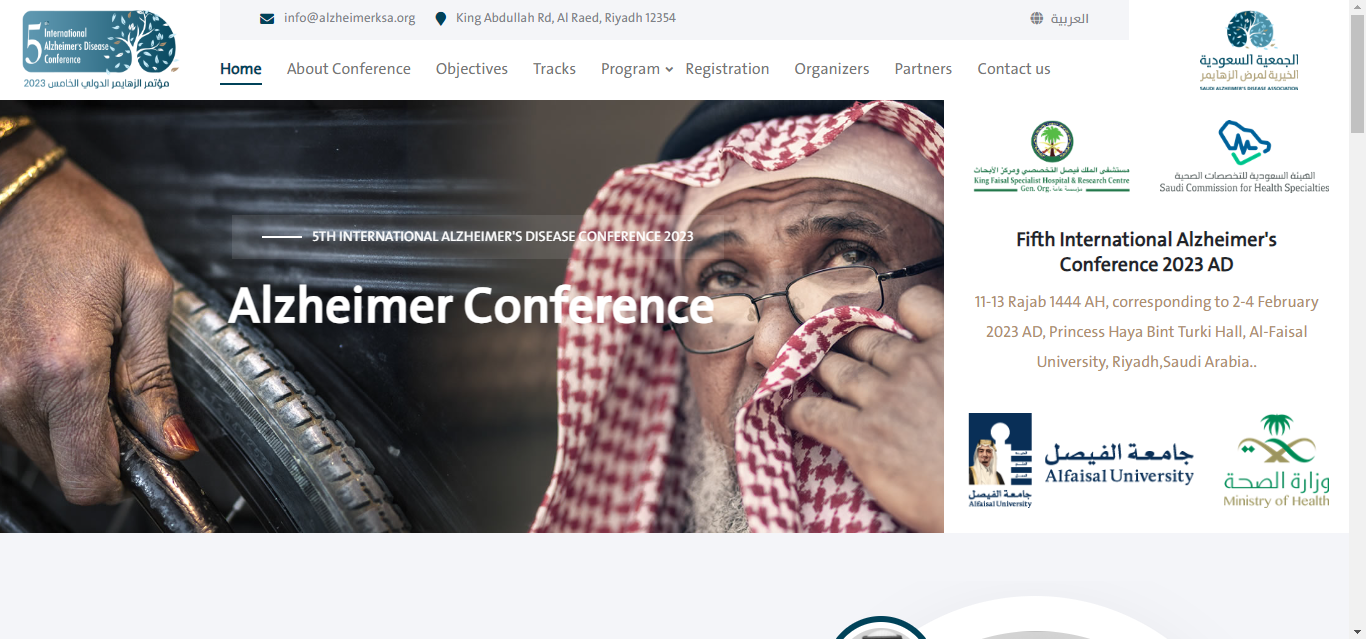 5 International
Alzheimer's Disease
Conference
مؤتمر الزهايمر الدولي الخامس 2023
info@alzheimerksa.org
King Abdullah Rd, Al Raed, Riyadh 12354
العربية
الجمعية السعودية
الخيرية لمرض الزهايمر
SAUDI ALZHEIMER'S DISEASE ASSOCIATION
Home About Conference Objectives Tracks Program Registration Organizers Partners Contact us
5TH INTERNATIONAL ALZHEIMER'S DISEASE CONFERENCE 2023
Alzheimer Conference
مستشفى الملك فيصل التخصصي ومركز الأبحاث
King Faisal Specialist Hospital & Research Centre
Gen. Org. مؤسسة عامة
الهيئة السعودية للتخصصات الصحية
Saudi Commission for Health Specialties
Fifth International Alzheimer's
Conference 2023 AD
11-13 Rajab 1444 AH, corresponding to 2-4 February
2023 AD, Princess Haya Bint Turki Hall, Al-Faisal
University, Riyadh,Saudi Arabia..
جامعة الفيصل
Alfaisal University
جامعة الفيصل
Alfaisal University
وزارة الصحة
Ministry of Health